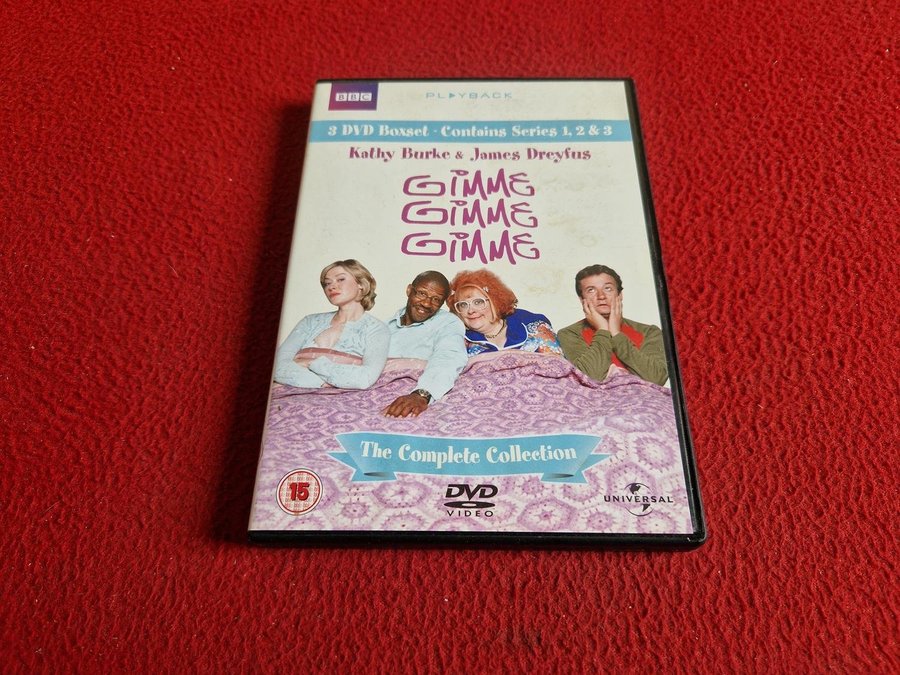 BBC
PLAYBACK
3 DVD Boxset - Contains Series 1, 2 & 3
Kathy Burke & James Dreyfus
GIMME
GIMME
GIMME
The Complete Collection
15
DVD
VIDEO
UNIVERSAL